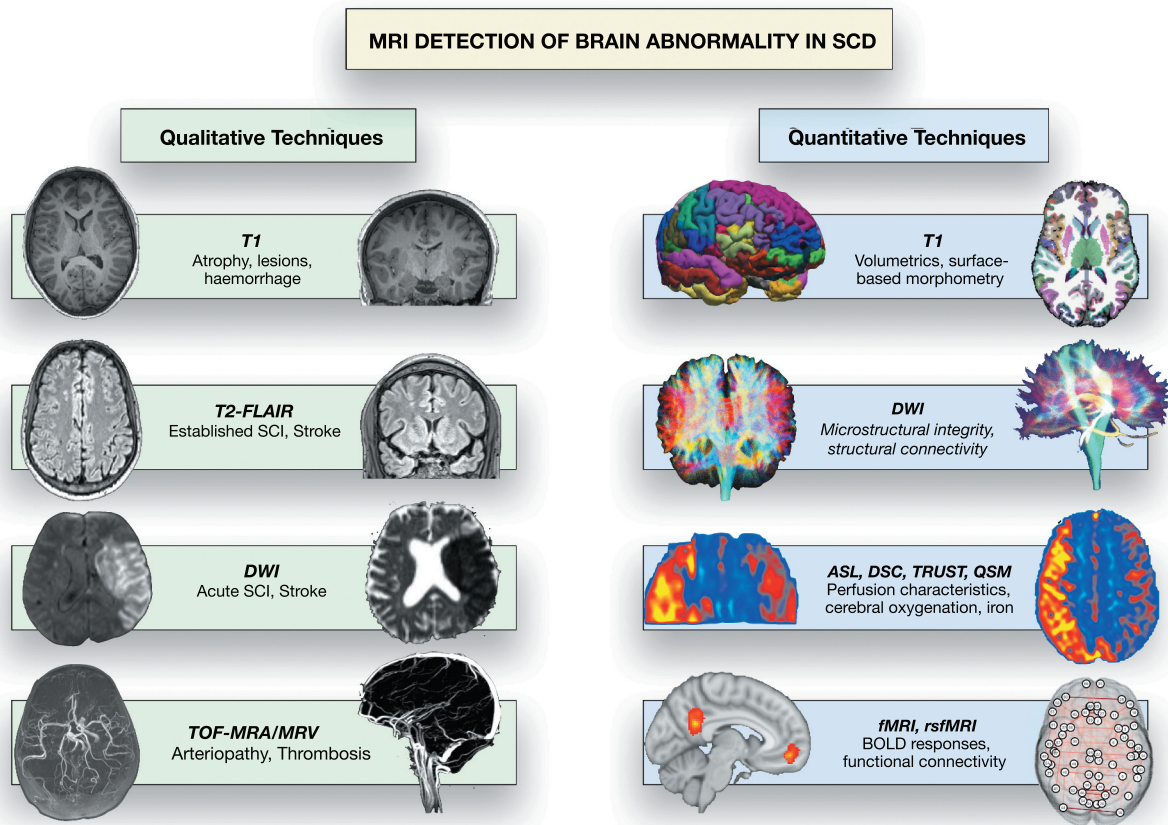 MRI DETECTION OF BRAIN ABNORMALITY IN SCD
Qualitative Techniques
T1
Atrophy, lesions,
haemorrhage
T2-FLAIR
Established SCI, Stroke
DWI
Acute SCI, Stroke
TOF-MRA/MRV
Arteriopathy, Thrombosis
Quantitative Techniques
T1
Volumetrics, surface-
based morphometry
DWI
Microstructural integrity,
structural connectivity
ASL, DSC, TRUST, QSM
Perfusion characteristics,
cerebral oxygenation, iron
fMRI, rsfMRI
BOLD responses,
functional connectivity